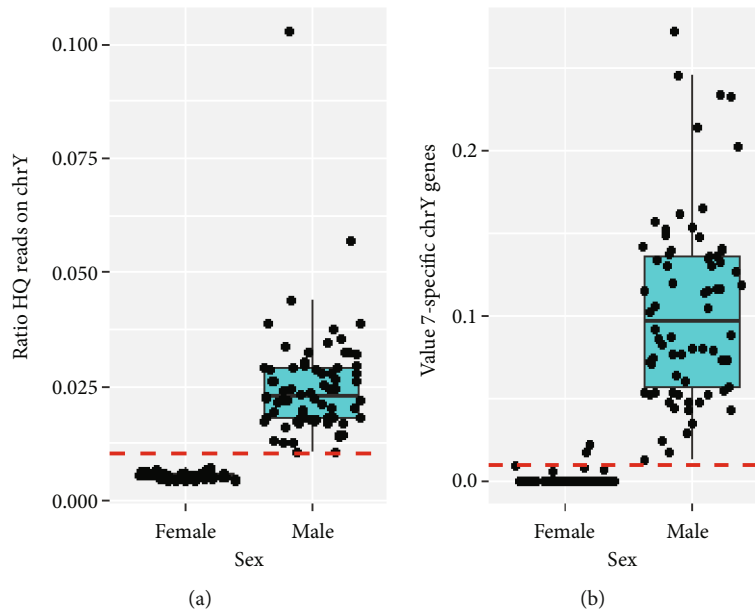 Ratio HQ reads on chrY
0.100
0.075
0.050
0.025
0.000
Female
Male
Sex
(a)
Value 7-specific chrY genes
0.2
0.1
0.0
Female
Male
Sex
(b)